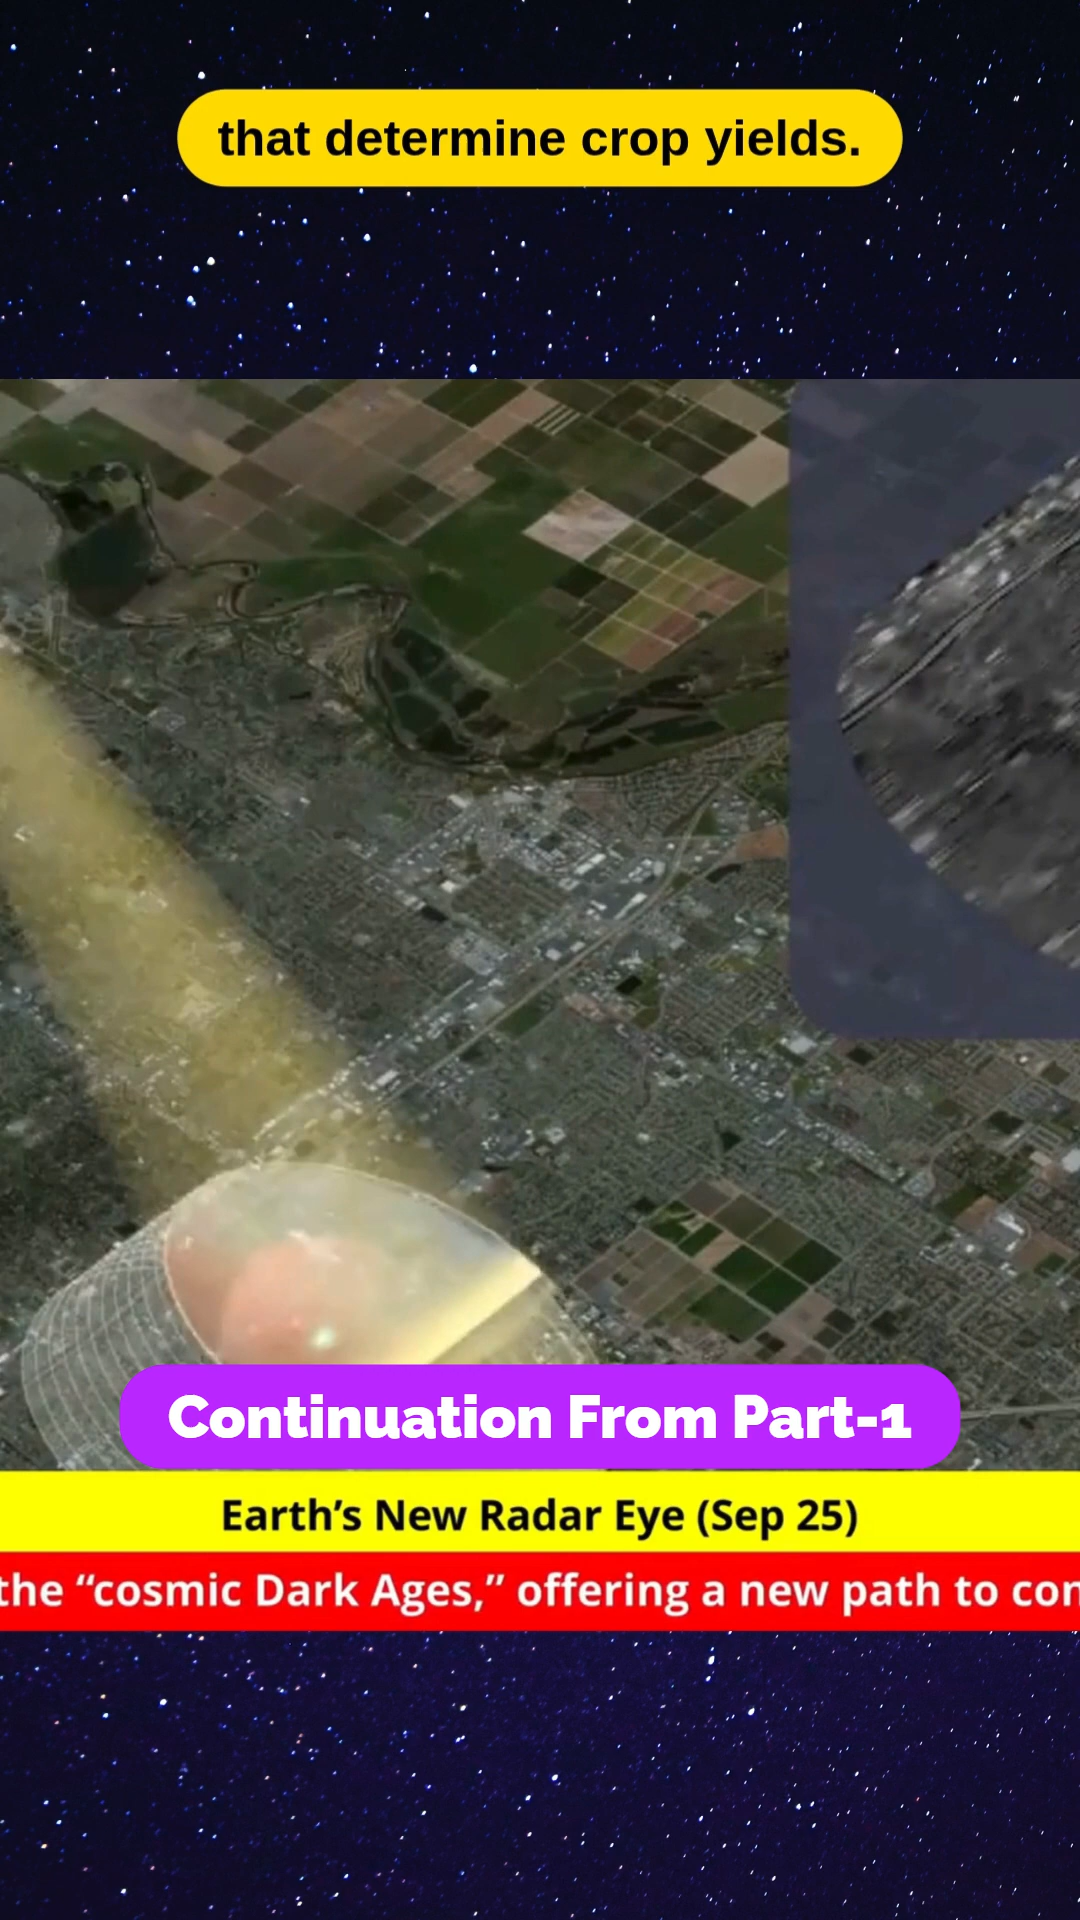 that determine crop yields.
Continuation From Part-1
Earth’s New Radar Eye (Sep 25)
the “cosmic Dark Ages,” offering a new path to con